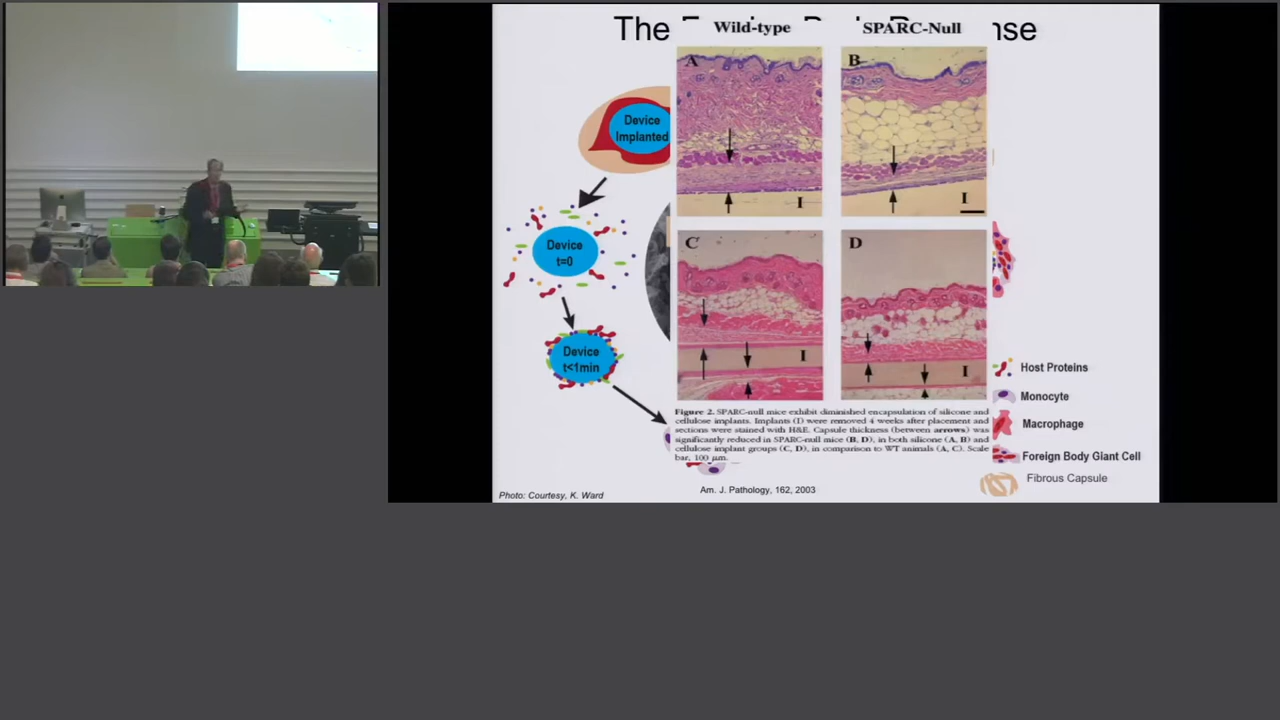 The
nse
Wild-type
SPARC-Null
A
B
I
I
C
D
I
I
Device
Implanted
Device
t=0
Device
t<1min
Figure 2. SPARC-null mice exhibit diminished encapsulation of silicone and
cellulose implants. Implants (I) were removed 4 weeks after placement and
sections were stained with H&E. Capsule thickness (between arrows) was
significantly reduced in SPARC-null mice (B, D), in both silicone (A, B) and
cellulose implant groups (C, D), in comparison to WT animals (A, C). Scale
bar, 100 μm.
Host Proteins
Monocyte
Macrophage
Foreign Body Giant Cell
Fibrous Capsule
Photo: Courtesy, K. Ward
Am. J. Pathology, 162, 2003